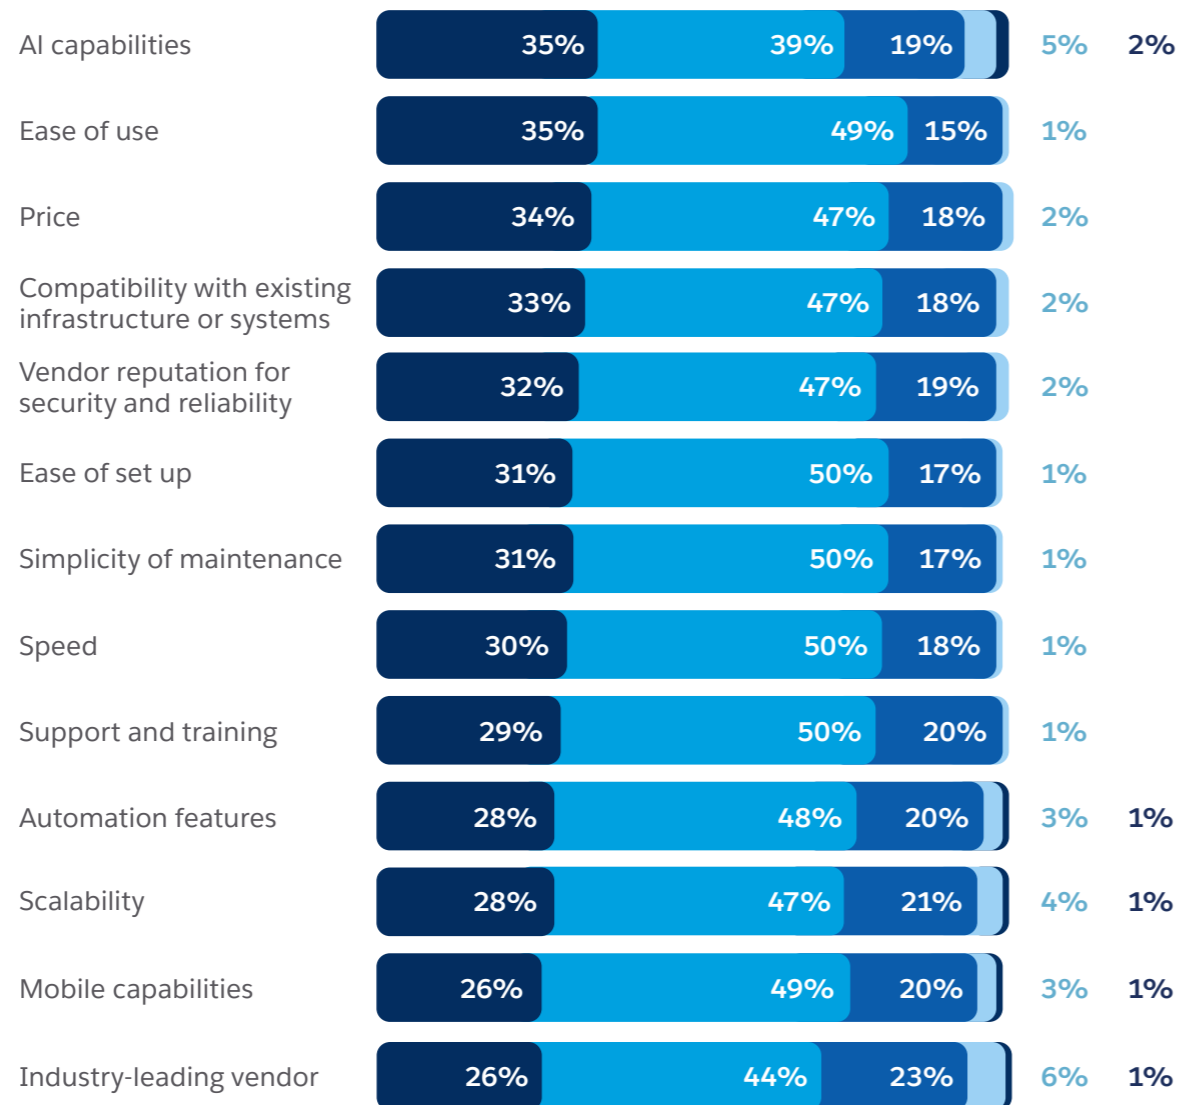 AI capabilities 35% 39% 19% 5% 2%
Ease of use 35% 49% 15% 1%
Price 34% 47% 18% 2%
Compatibility with existing
infrastructure or systems 33% 47% 18% 2%
Vendor reputation for
security and reliability 32% 47% 19% 2%
Ease of set up 31% 50% 17% 1%
Simplicity of maintenance 31% 50% 17% 1%
Speed 30% 50% 18% 1%
Support and training 29% 50% 20% 1%
Automation features 28% 48% 20% 3% 1%
Scalability 28% 47% 21% 4% 1%
Mobile capabilities 26% 49% 20% 3% 1%
Industry-leading vendor 26% 44% 23% 6% 1%